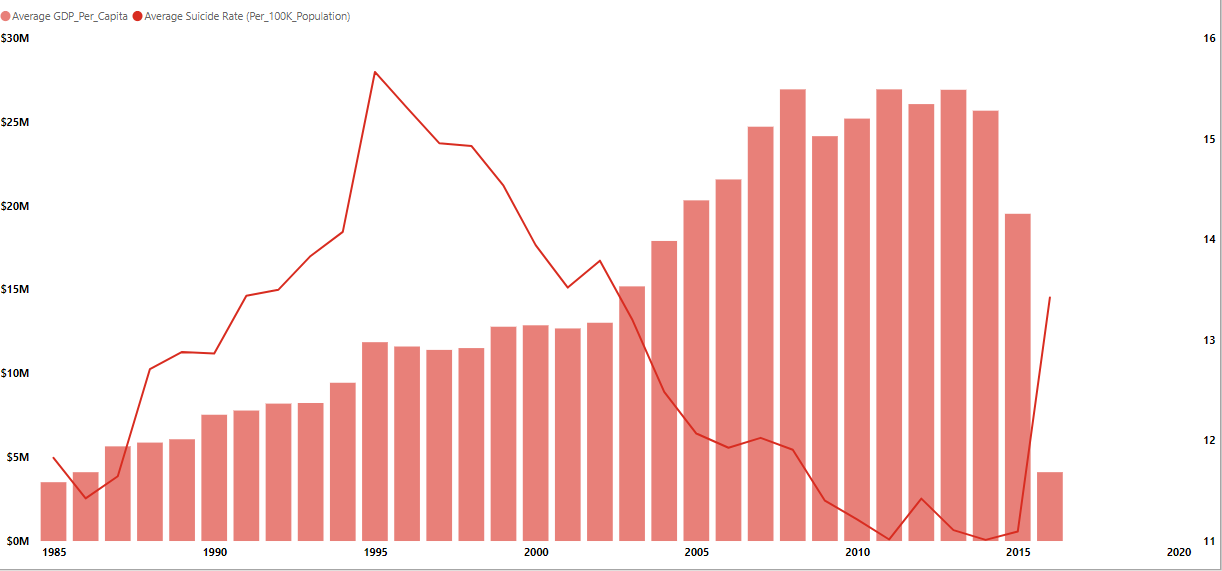 Average GDP_Per_Capita Average Suicide Rate (Per_100K_Population)
$30M 16
$25M 15
$20M 14
$15M 13
$10M
$5M 12
$0M 11
1985 1990 1995 2000 2005 2010 2015 2020